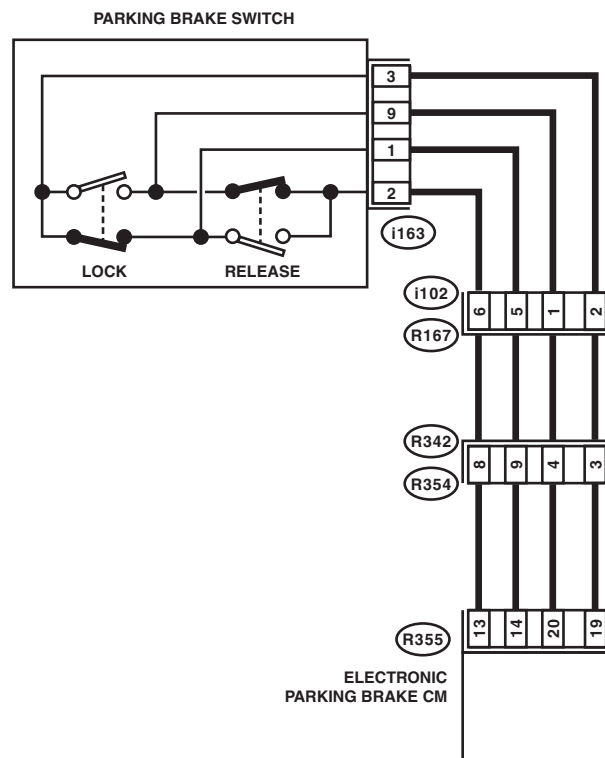 PARKING BRAKE SWITCH
3
9
1
2
i163
LOCK
RELEASE
i102
6
5
1
2
R167
R342
8
9
4
3
R354
13
14
20
19
R355
ELECTRONIC
PARKING BRAKE CM